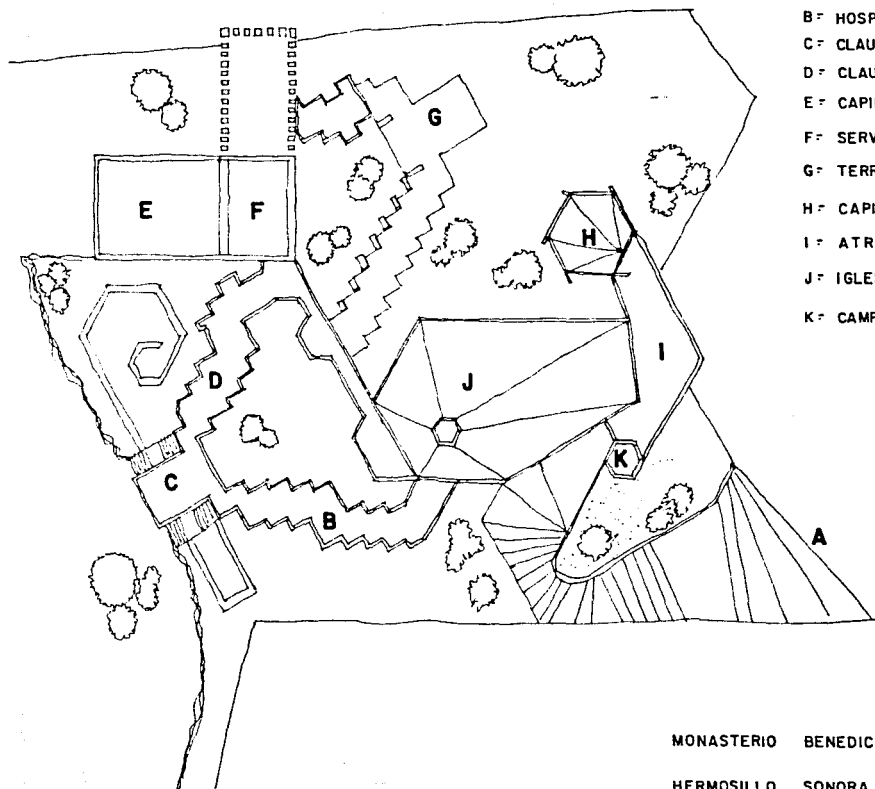 B= HOSP
C= CLAU
D= CLAU
E= CAPI
F= SERV
G= TERR
H= CAPI
I= ATR
J= IGLE
K= CAMP
G
E
F
H
I
J
D
K
C
B
A
MONASTERIO BENEDIC
HERMOSILLO SONORA